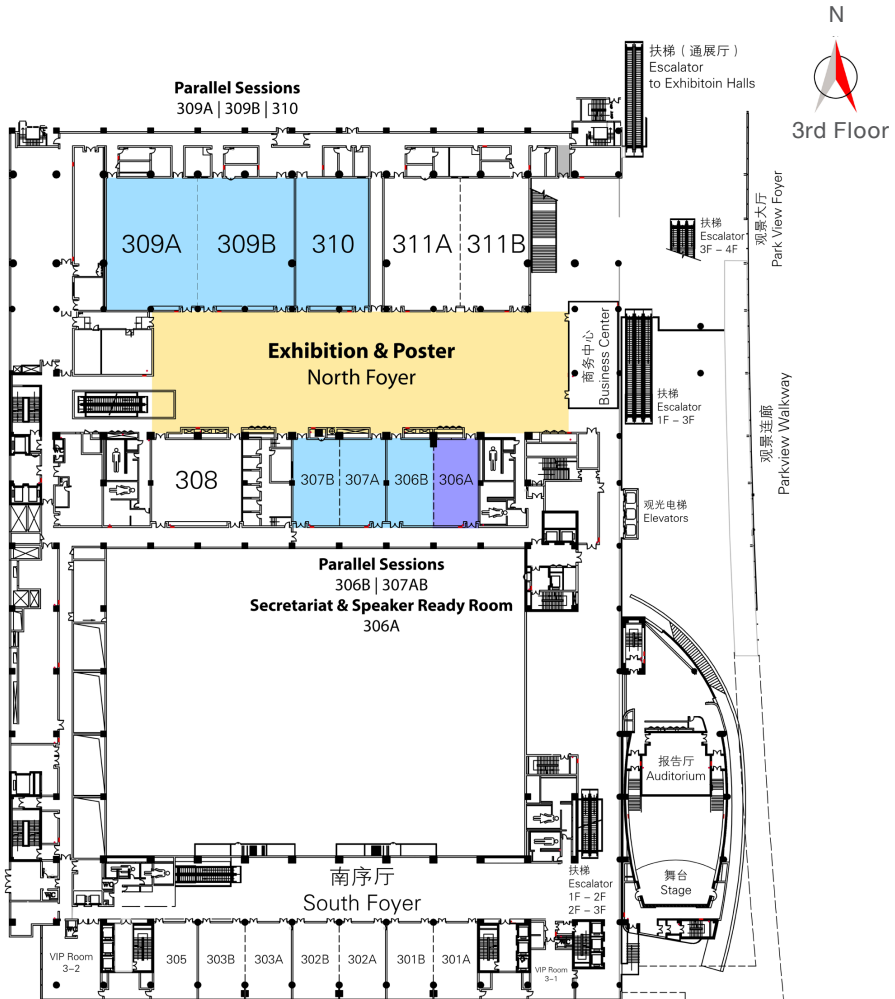 N
3rd Floor
扶梯（通展厅）
Escalator
to Exhibitoin Halls
Parallel Sessions
309A | 309B | 310
观景大厅
Park View Foyer
扶梯
Escalator
3F – 4F
309A
309B
310
311A
311B
商务中心
Business Center
Exhibition & Poster
North Foyer
扶梯
Escalator
1F – 3F
观景连廊
Parkview Walkway
308
307B
307A
306B
306A
观光电梯
Elevators
Parallel Sessions
306B | 307AB
Secretariat & Speaker Ready Room
306A
报告厅
Auditorium
舞台
Stage
南序厅
South Foyer
扶梯
Escalator
1F – 2F
2F – 3F
VIP Room
3–2
305
303B
303A
302B
302A
301B
301A
VIP Room
3–1